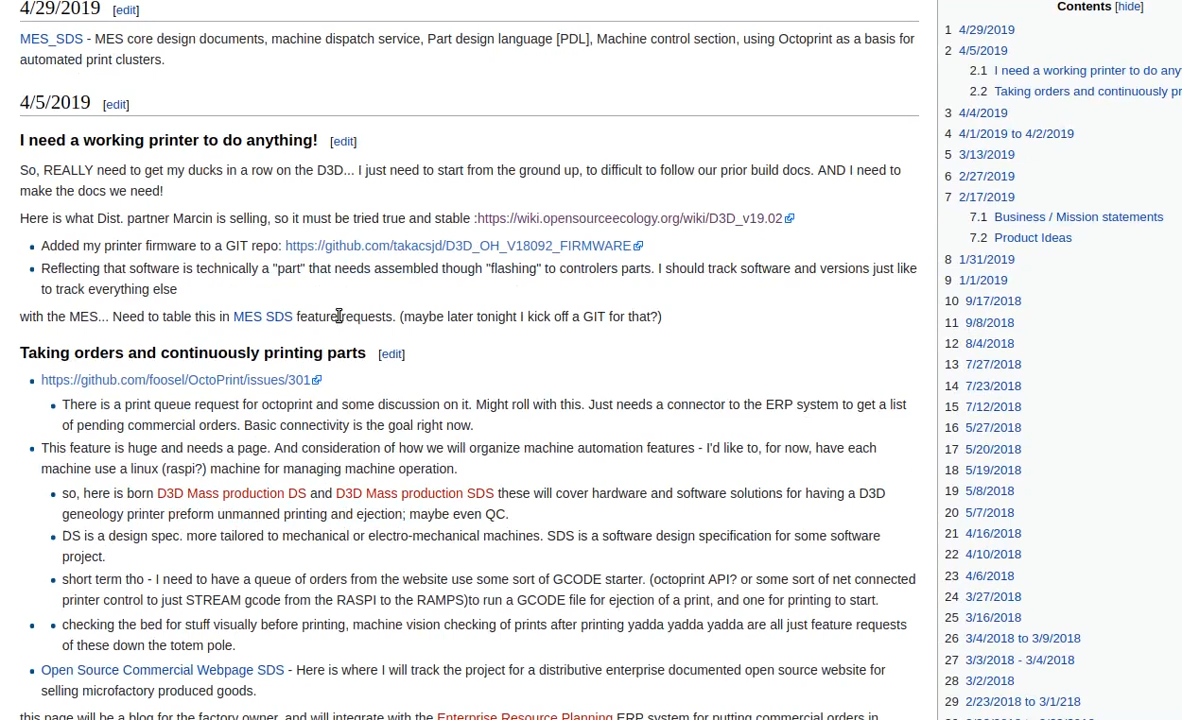 4/29/2019 [edit]
MES_SDS - MES core design documents, machine dispatch service, Part design language [PDL], Machine control section, using Octoprint as a basis for
automated print clusters.
4/5/2019 [edit]
I need a working printer to do anything! [edit]
So, REALLY need to get my ducks in a row on the D3D... I just need to start from the ground up, to difficult to follow our prior build docs. AND I need to
make the docs we need!
Here is what Dist. partner Marcin is selling, so it must be tried true and stable :https://wiki.opensourceecology.org/wiki/D3D_v19.02
Added my printer firmware to a GIT repo: https://github.com/takacsjd/D3D_OH_V18092_FIRMWARE
Reflecting that software is technically a "part" that needs assembled though "flashing" to controlers parts. I should track software and versions just like
to track everything else
with the MES... Need to table this in MES SDS feature requests. (maybe later tonight I kick off a GIT for that?)
Taking orders and continuously printing parts [edit]
https://github.com/foosel/OctoPrint/issues/301
There is a print queue request for octoprint and some discussion on it. Might roll with this. Just needs a connector to the ERP system to get a list
of pending commercial orders. Basic connectivity is the goal right now.
This feature is huge and needs a page. And consideration of how we will organize machine automation features - I'd like to, for now, have each
machine use a linux (raspi?) machine for managing machine operation.
so, here is born D3D Mass production DS and D3D Mass production SDS these will cover hardware and software solutions for having a D3D
geneology printer preform unmanned printing and ejection; maybe even QC.
DS is a design spec. more tailored to mechanical or electro-mechanical machines. SDS is a software design specification for some software
project.
short term tho - I need to have a queue of orders from the website use some sort of GCODE starter. (octoprint API? or some sort of net connected
printer control to just STREAM gcode from the RASPI to the RAMPS)to run a GCODE file for ejection of a print, and one for printing to start.
checking the bed for stuff visually before printing, machine vision checking of prints after printing yadda yadda yadda are all just feature requests
of these down the totem pole.
Open Source Commercial Webpage SDS - Here is where I will track the project for a distributive enterprise documented open source website for
selling microfactory produced goods.
this page will be a blog for the factory owner, and will integrate with the Enterprise Resource Planning ERP system for putting commercial orders in
Contents [hide]
1 4/29/2019
2 4/5/2019
2.1 I need a working printer to do any
2.2 Taking orders and continuously pr
3 4/4/2019
4 4/1/2019 to 4/2/2019
5 3/13/2019
6 2/27/2019
7 2/17/2019
7.1 Business / Mission statements
7.2 Product Ideas
8 1/31/2019
9 1/1/2019
10 9/17/2018
11 9/8/2018
12 8/4/2018
13 7/27/2018
14 7/23/2018
15 7/12/2018
16 5/27/2018
17 5/20/2018
18 5/19/2018
19 5/8/2018
20 5/7/2018
21 4/16/2018
22 4/10/2018
23 4/6/2018
24 3/27/2018
25 3/16/2018
26 3/4/2018 to 3/9/2018
27 3/3/2018 - 3/4/2018
28 3/2/2018
29 2/23/2018 to 3/1/218